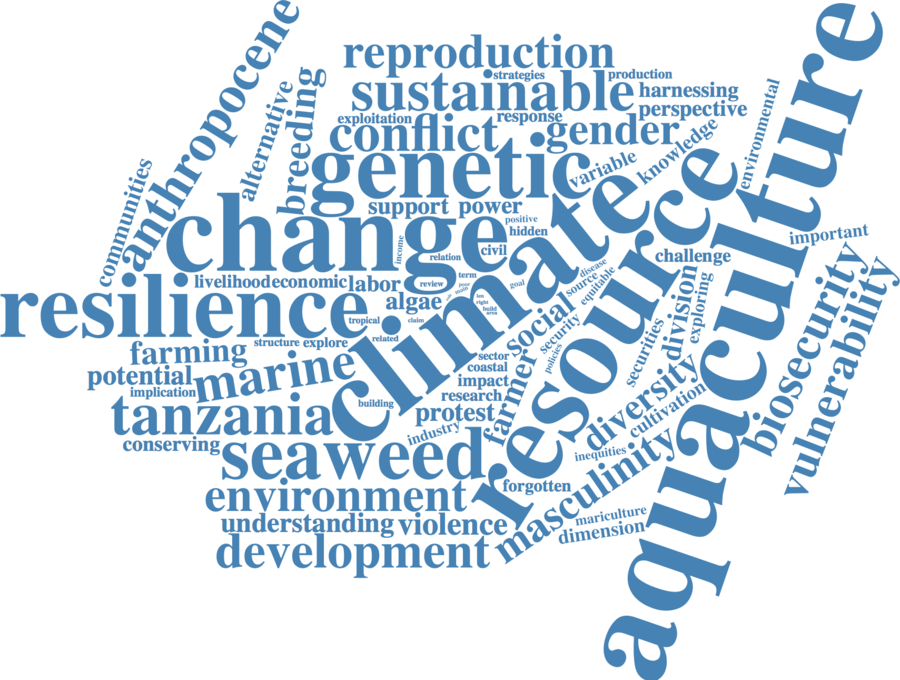 anthropocene
reproduction
aquaculture
strategies
production
sustainable
harnessing
perspective
environmental
alternative
breeding
exploitation
response
conflict
gender
knowledge
genetic
variable
communities
support
power
positive
hidden
change
climate
resource
income
relation
civil
important
challenge
livelihood
economic
labor
review
term
poor
main
goal
disease
source
equitable
resilience
algae
right
build
area
social
division
exploring
biosecurity
vulnerability
tropical
claim
related
structure
explore
security
policies
securities
farming
marine
sector
coastal
farmer
potential
implication
impact
research
diversity
cultivation
building
tanzania
protest
industry
conserving
seaweed
inequities
masculinity
forgotten
environment
understanding
violence
mariculture
dimension
development